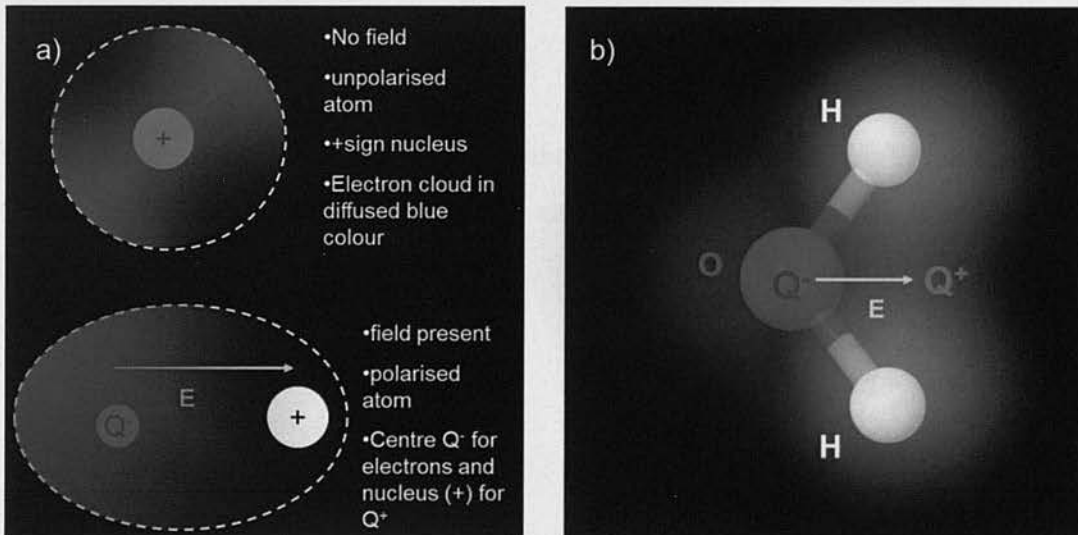 a)
•No field
•unpolarised
atom
•+sign nucleus
•Electron cloud in
diffused blue
colour
+
•field present
•polarised
atom
•Centre Q⁻ for
electrons and
nucleus (+) for
Q⁺
E
Q⁻
+
b)
H
O
Q⁻
Q⁺
E
H